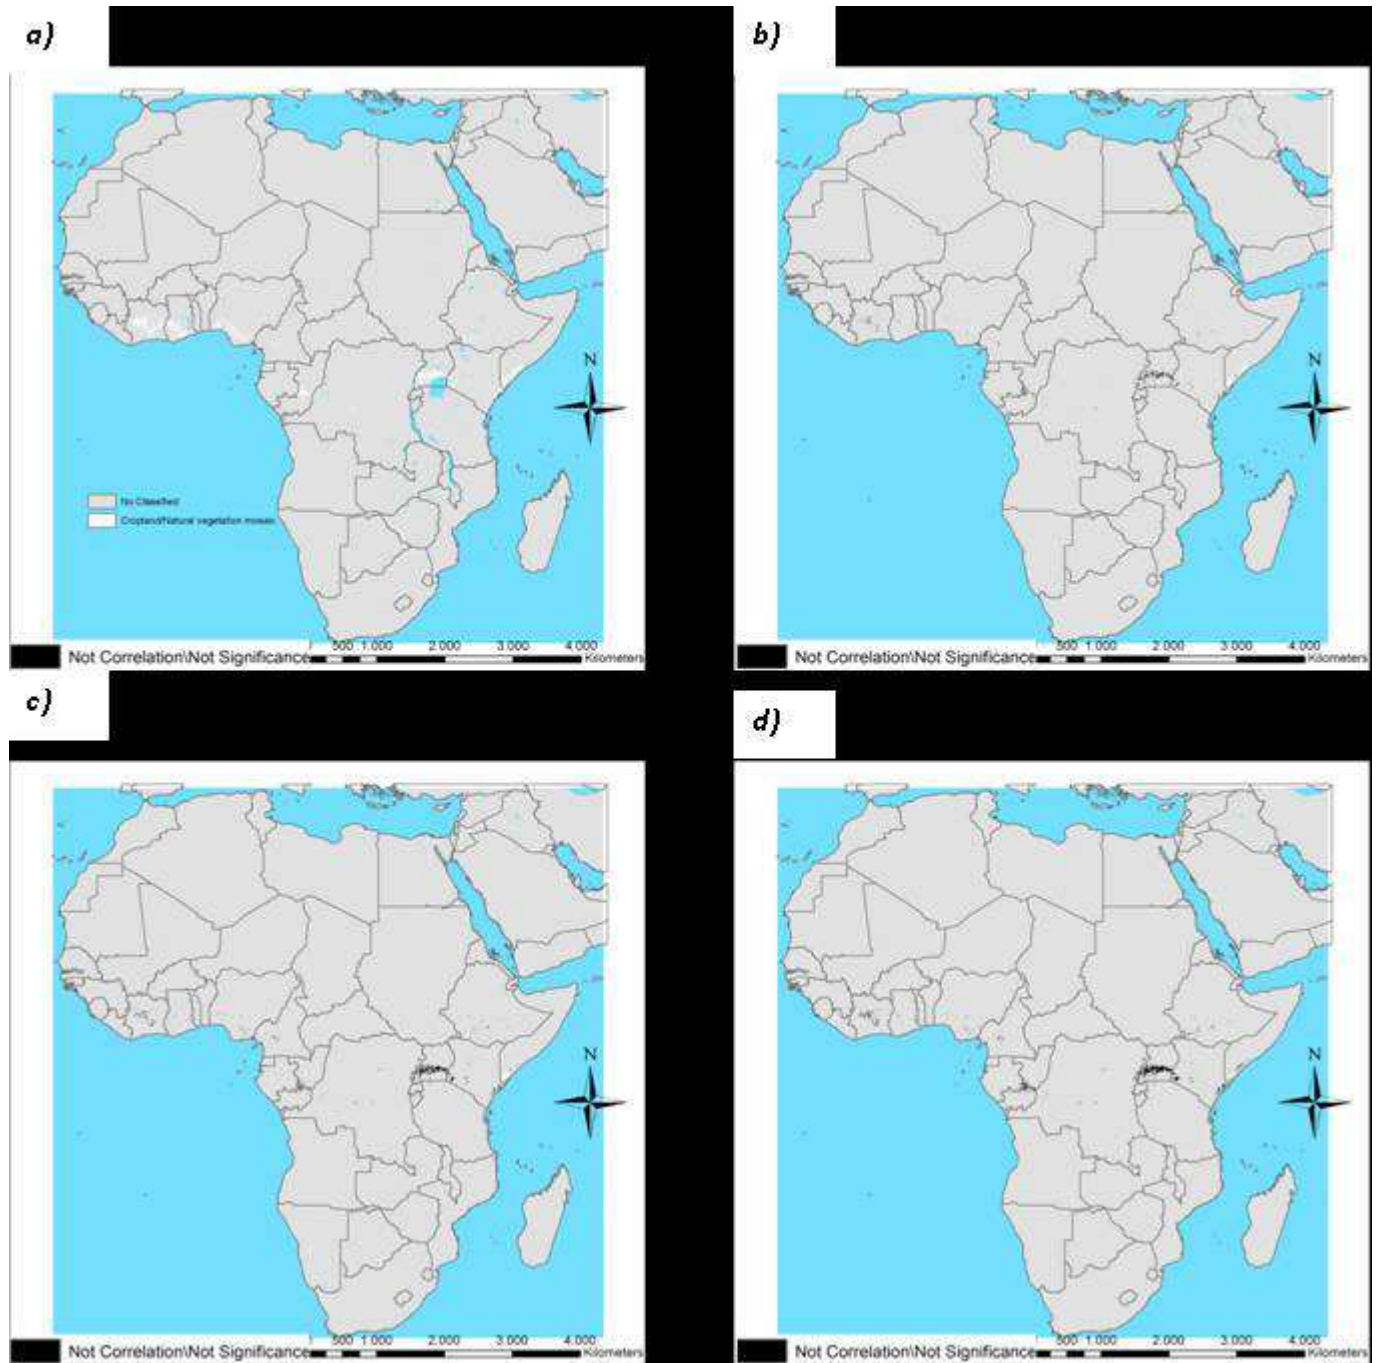 a)
b)
N
N
No Classified
Cropland/Natural vegetation mosaic
500 1 000 2 000 3 000 4 000
Not Correlation\Not Significance
Kilometers
500 1 000 2 000 3 000 4 000
Not Correlation\Not Significance
Kilometers
c)
d)
N
N
500 1 000 2 000 3 000 4 000
Not Correlation\Not Significance
Kilometers
500 1 000 2 000 3 000 4 000
Not Correlation\Not Significance
Kilometers